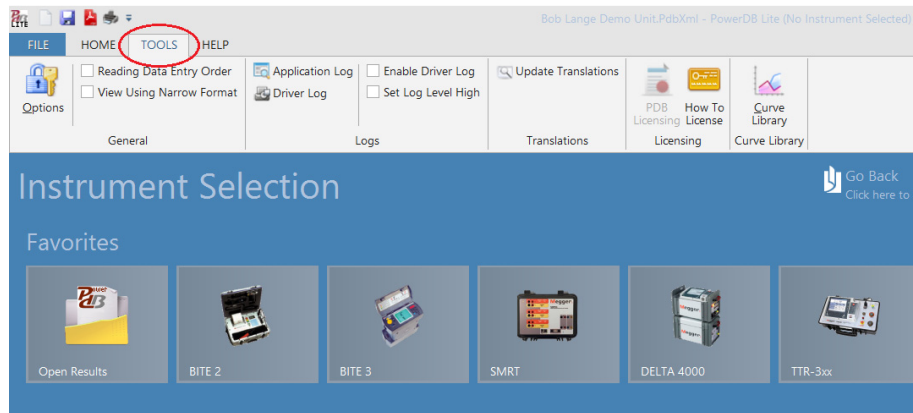 LITE
Bob Lange Demo Unit.PdbXml - PowerDB Lite (No Instrument Selected)
FILE HOME TOOLS HELP
Options
Reading Data Entry Order
View Using Narrow Format
General
Application Log
Driver Log
Enable Driver Log
Set Log Level High
Logs
Update Translations
Translations
PDB
Licensing
How To
License
Licensing
Curve
Library
Curve Library
Instrument Selection
Go Back
Click here to
Favorites
Open Results
BITE 2
BITE 3
SMRT
DELTA 4000
TTR-3xx